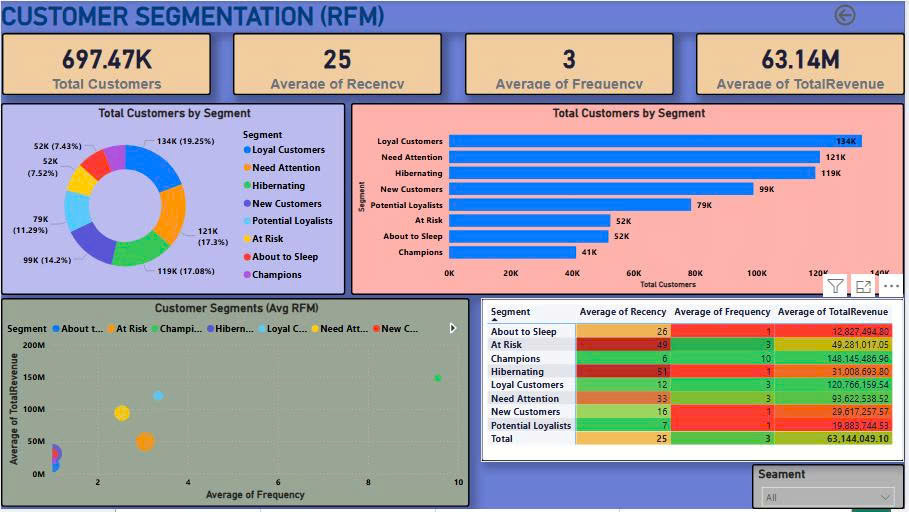 CUSTOMER SEGMENTATION (RFM)
697.47K
Total Customers
25
Average of Recency
3
Average of Frequency
63.14M
Average of TotalRevenue
Total Customers by Segment
52K (7.43%)
52K
(7.52%)
79K
(11.29%)
99K (14.2%)
134K (19.25%)
121K
(17.3%)
119K (17.08%)
Segment
Loyal Customers
Need Attention
Hibernating
New Customers
Potential Loyalists
At Risk
About to Sleep
Champions
Total Customers by Segment
Segment
Loyal Customers 134K
Need Attention 121K
Hibernating 119K
New Customers 99K
Potential Loyalists 79K
At Risk 52K
About to Sleep 52K
Champions 41K
0K 20K 40K 60K 80K 100K 120K 140K
Total Customers
Customer Segments (Avg RFM)
Segment About t... At Risk Champi... Hibern... Loyal C... Need Att... New C...
Average of TotalRevenue
200M
150M
100M
50M
0M
2 4 6 8 10
Average of Frequency
Segment Average of Recency Average of Frequency Average of TotalRevenue
About to Sleep 26 1 12,827,494.80
At Risk 49 3 49,281,017.05
Champions 6 10 148,145,486.96
Hibernating 51 1 31,008,693.80
Loyal Customers 12 3 120,766,159.54
Need Attention 33 3 93,622,538.52
New Customers 16 1 29,617,257.57
Potential Loyalists 7 1 19,883,744.53
Total 25 3 63,144,049.10
Segment
All